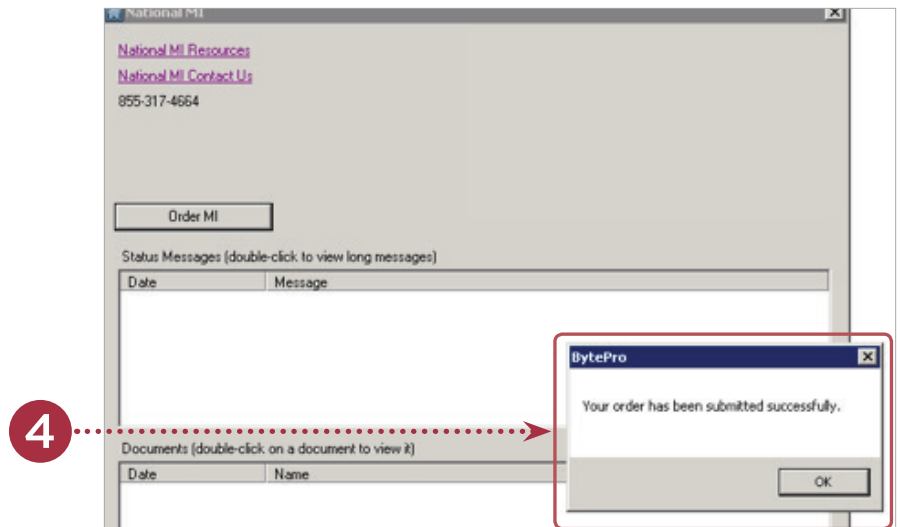 National MI
National MI Resources
National MI Contact Us
855-317-4664
Order MI
Status Messages (double-click to view long messages)
Date Message
BytePro
Your order has been submitted successfully.
OK
4
Documents (double-click on a document to view it)
Date Name